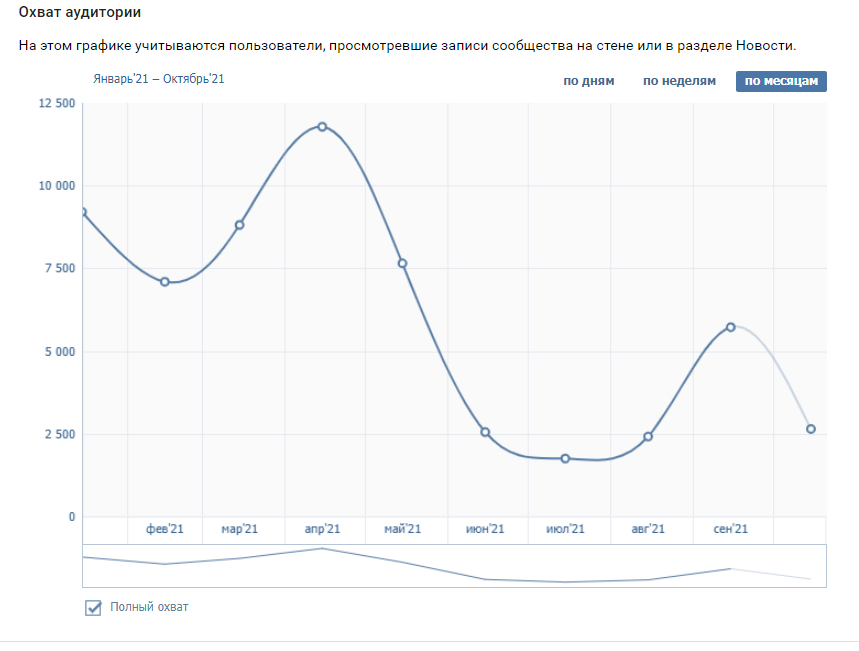 Охват аудитории
На этом графике учитываются пользователи, просмотревшие записи сообщества на стене или в разделе Новости.
Январь'21 – Октябрь'21
по дням по неделям по месяцам
12 500
10 000
7 500
5 000
2 500
0
фев'21 мар'21 апр'21 май'21 июн'21 июл'21 авг'21 сен'21
Полный охват